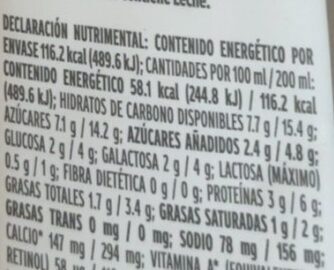 Leche.
DECLARACIÓN NUTRIMENTAL: CONTENIDO ENERGÉTICO POR
ENVASE 116.2 kcal (489.6 kJ); CANTIDADES POR 100 ml / 200 ml:
CONTENIDO ENERGÉTICO 58.1 kcal (244.8 kJ) / 116.2 kcal
(489.6 kJ); HIDRATOS DE CARBONO DISPONIBLES 7.7 g / 15.4 g;
AZÚCARES 7.1 g / 14.2 g; AZÚCARES AÑADIDOS 2.4 g / 4.8 g;
GLUCOSA 2 g / 4 g; GALACTOSA 2 g / 4 g; LACTOSA (MÁXIMO)
0.5 g / 1 g; FIBRA DIETÉTICA 0 g / 0 g; PROTEÍNAS 3 g / 6 g;
GRASAS TOTALES 1.7 g / 3.4 g; GRASAS SATURADAS 1 g / 2 g;
GRASAS TRANS 0 mg / 0 mg; SODIO 78 mg / 156 mg;
CALCIO* 147 mg / 294 mg; VITAMINA A*
RETINOL) 58 µg